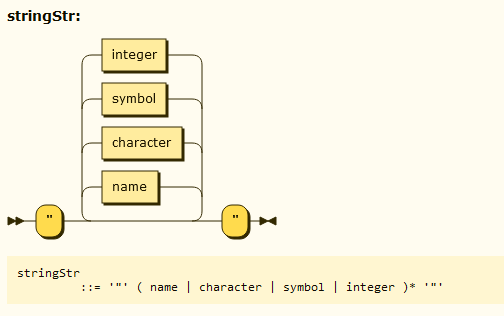 stringStr:
integer
symbol
character
name
" "
stringStr
::= '"' ( name | character | symbol | integer )* '"'